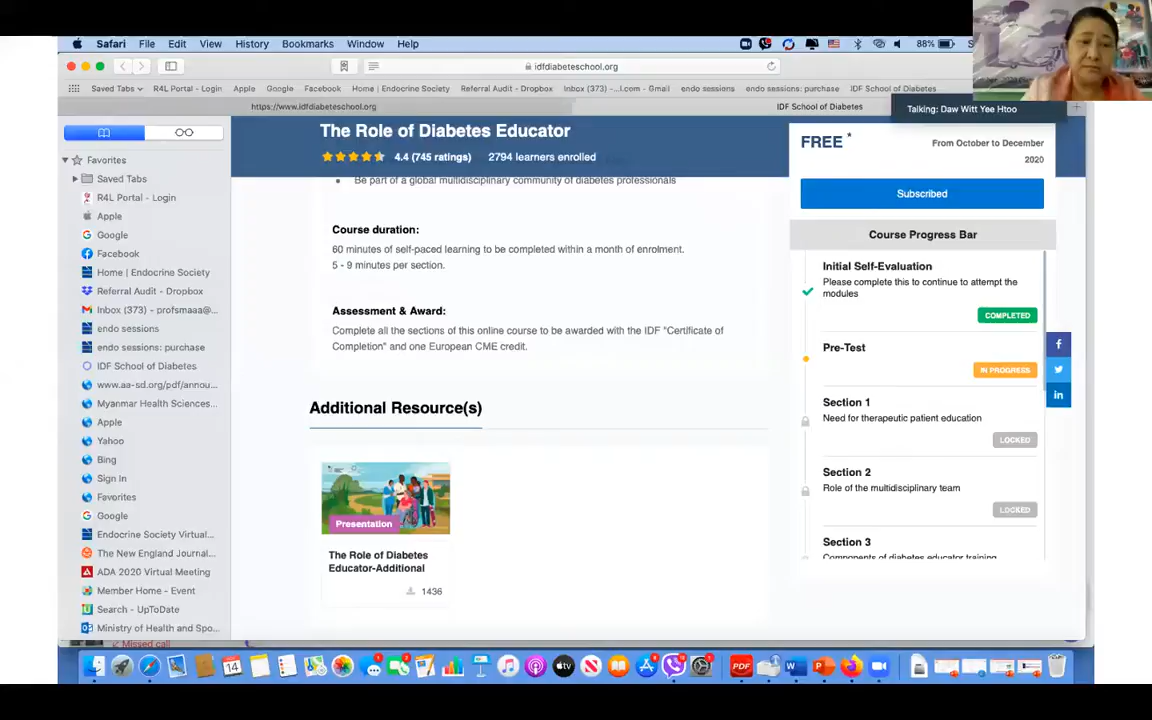 Safari File Edit View History Bookmarks Window Help
88%
idfdiabeteschool.org
Saved Tabs R4L Portal - Login Apple Google Facebook Home | Endocrine Society Referral Audit - Dropbox Inbox (373) -...l.com - Gmail endo sessions endo sessions: purchase IDF School of Diabetes
https://www.idfdiabeteschool.org
IDF School of Diabetes
Talking: Daw Witt Yee Htoo
Favorites
Saved Tabs
R4L Portal - Login
Apple
Google
Facebook
Home | Endocrine Society
Referral Audit - Dropbox
Inbox (373) - profsmaaa@...
endo sessions
endo sessions: purchase
IDF School of Diabetes
www.aa-sd.org/pdf/annou...
Myanmar Health Sciences...
Apple
Yahoo
Bing
Sign In
Favorites
Google
Endocrine Society Virtual...
The New England Journal...
ADA 2020 Virtual Meeting
Member Home - Event
Search - UpToDate
Ministry of Health and Spo...
Missed call
The Role of Diabetes Educator
4.4 (745 ratings) 2794 learners enrolled
Be part of a global multidisciplinary community of diabetes professionals
Course duration:
60 minutes of self-paced learning to be completed within a month of enrolment.
5 - 9 minutes per section.
Assessment & Award:
Complete all the sections of this online course to be awarded with the IDF "Certificate of
Completion" and one European CME credit.
Additional Resource(s)
Presentation
The Role of Diabetes
Educator-Additional
1436
FREE *
From October to December
2020
Subscribed
Course Progress Bar
Initial Self-Evaluation
Please complete this to continue to attempt the
modules
COMPLETED
Pre-Test
IN PROGRESS
Section 1
Need for therapeutic patient education
LOCKED
Section 2
Role of the multidisciplinary team
LOCKED
Section 3
Components of diabetes educator training
14
PDF